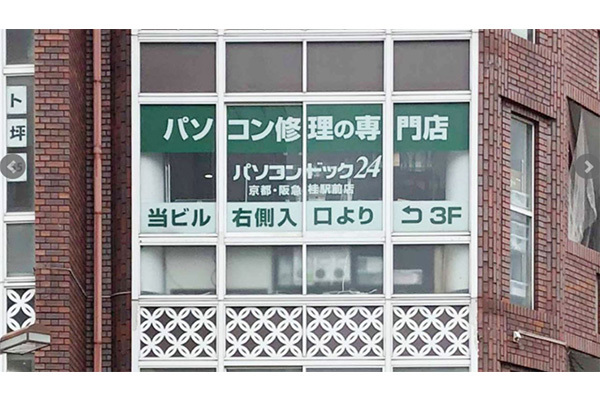 パソコン修理の専門店
パソコンドック24
京都・阪急 桂駅前店
当ビル 右側入口より ⮌ 3F
ト
坪